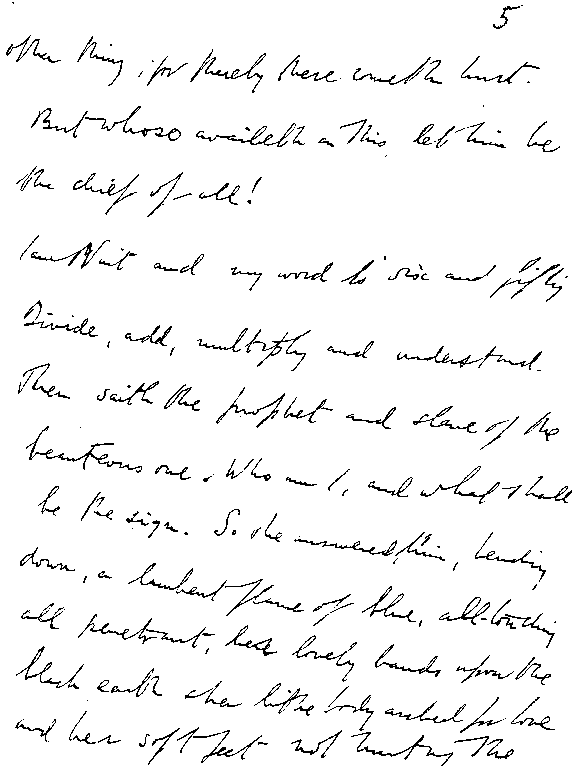 5
other thing; for thereby there cometh hurt.
But whoso availeth in this, let him be
the chief of all!
I am Nuit and my word is six and fifty
Divide, add, multiply and understand.
Then saith the prophet and slave of the
beauteous one. Who am I, and what shall
be the sign. So she answered him, bending
down, a lambent flame of blue, all-touching
all penetrant, her lovely hands upon the
black earth & her lithe body arched for love
and her soft feet not hurting the